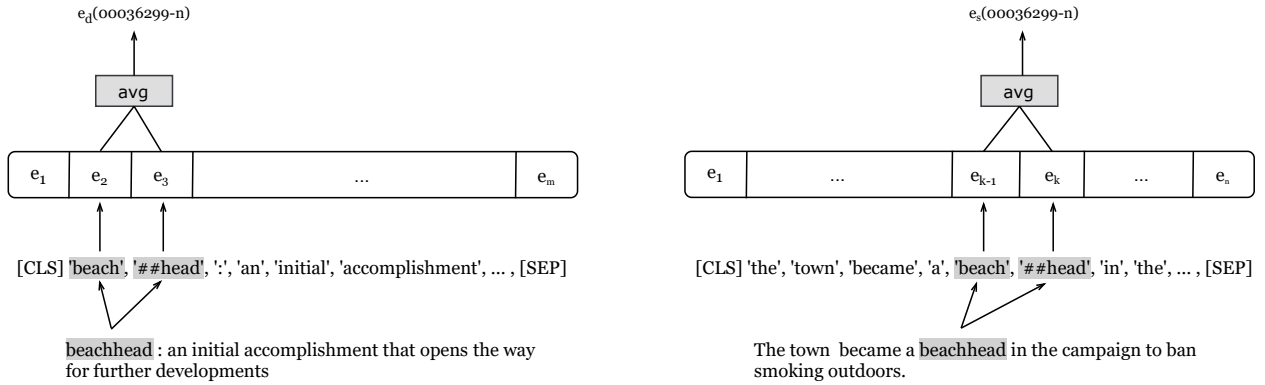 e_d(00036299-n)
avg
e_1 e_2 e_3 ... e_m
[CLS] 'beach', '##head', ':', 'an', 'initial', 'accomplishment', ... , [SEP]
beachhead : an initial accomplishment that opens the way
for further developments
e_s(00036299-n)
avg
e_1 ... e_k-1 e_k ... e_n
[CLS] 'the', 'town', 'became', 'a', 'beach', '##head', 'in', 'the', ... , [SEP]
The town became a beachhead in the campaign to ban
smoking outdoors.